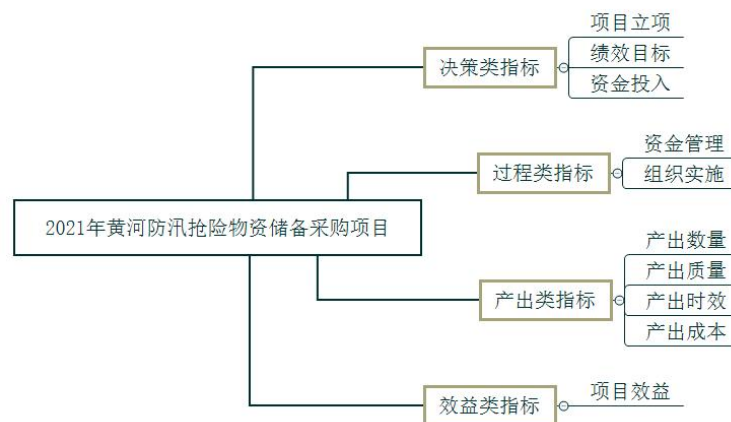 2021年黄河防汛抢险物资储备采购项目
决策类指标
项目立项
绩效目标
资金投入
过程类指标
资金管理
组织实施
产出类指标
产出数量
产出质量
产出时效
产出成本
效益类指标
项目效益